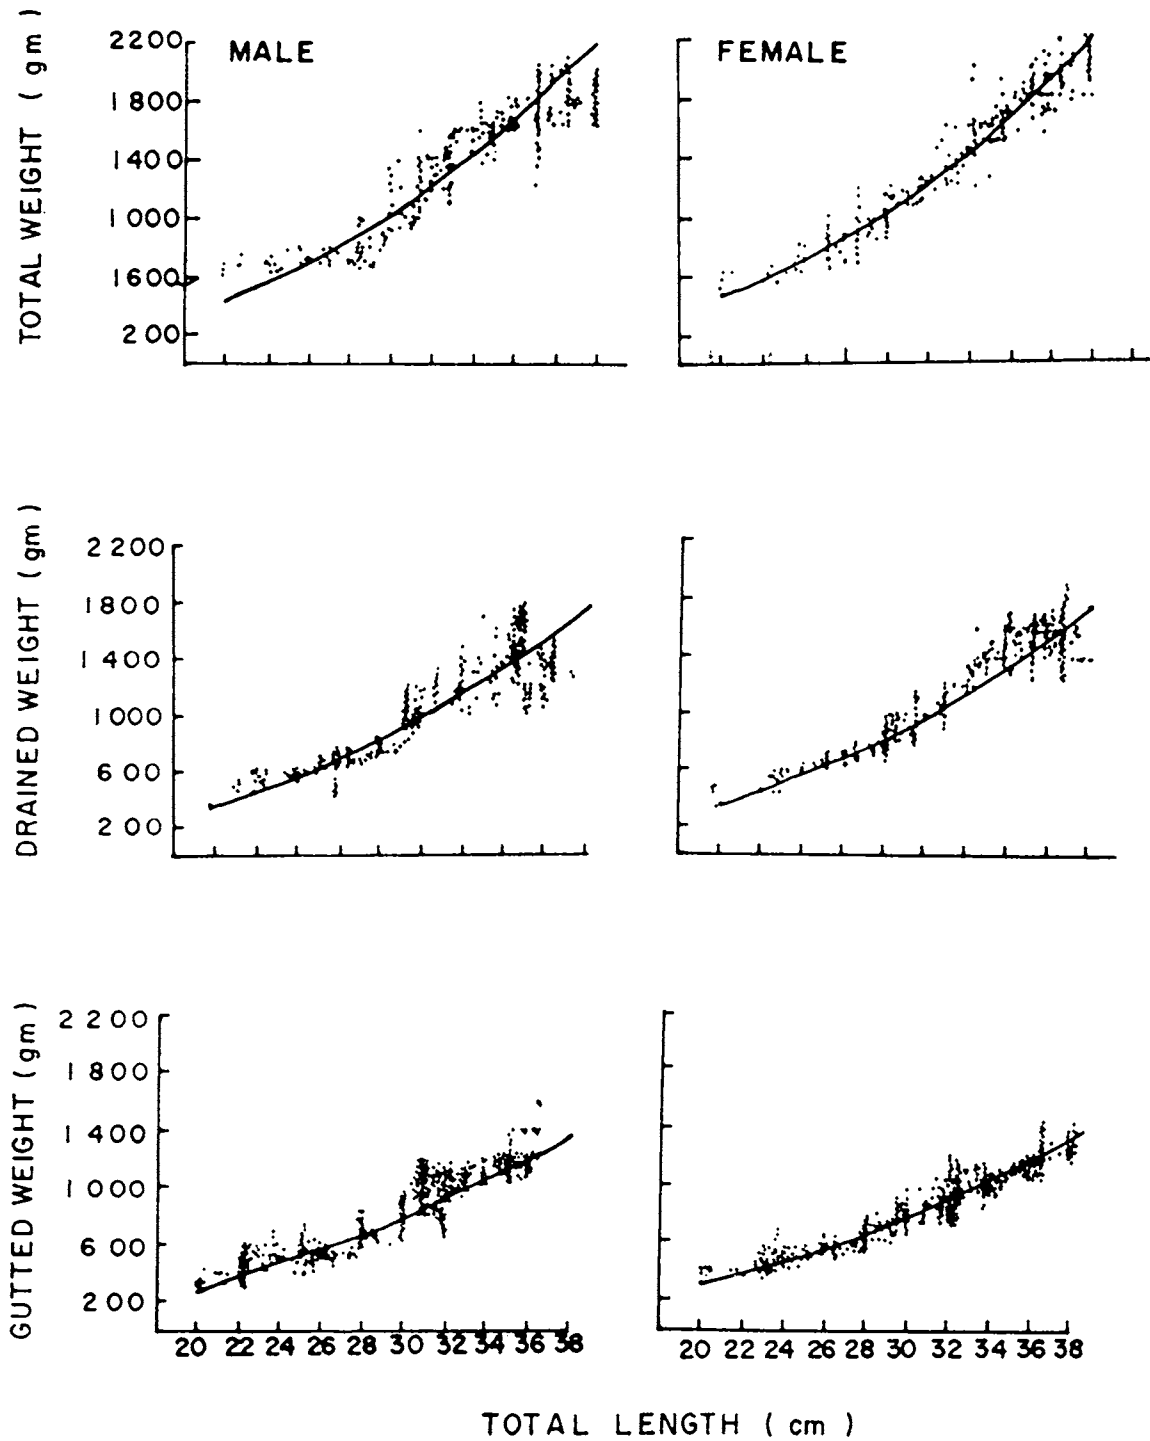 MALE
FEMALE
TOTAL WEIGHT ( gm )
2200
1800
1400
1000
1600
200
DRAINED WEIGHT (gm)
2200
1800
1400
1000
600
200
GUTTED WEIGHT (gm)
2200
1800
1400
1000
600
200
20 22 24 26 28 30 32 34 36 38
20 22 24 26 28 30 32 34 36 38
TOTAL LENGTH ( cm )